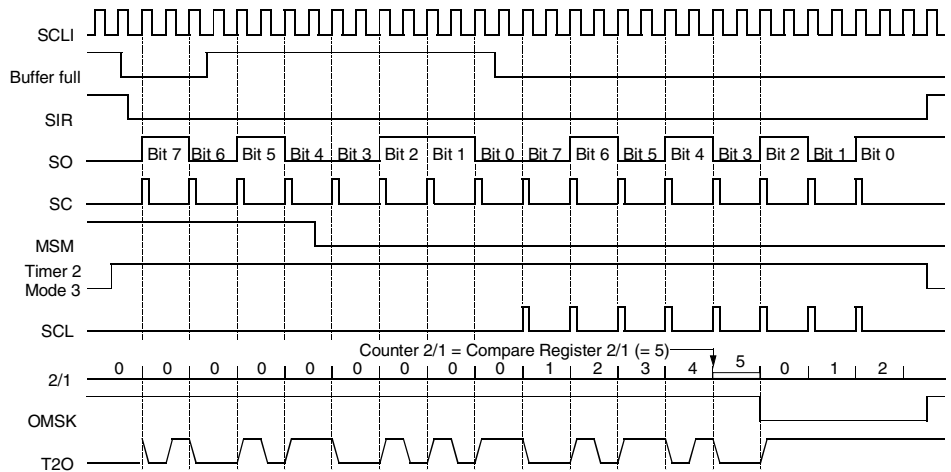 SCLI
Buffer full
SIR
SO Bit 7 Bit 6 Bit 5 Bit 4 Bit 3 Bit 2 Bit 1 Bit 0 Bit 7 Bit 6 Bit 5 Bit 4 Bit 3 Bit 2 Bit 1 Bit 0
SC
MSM
Timer 2
Mode 3
SCL
Counter 2/1 = Compare Register 2/1 (= 5)
2/1 0 0 0 0 0 0 0 0 0 1 2 3 4 5 0 1 2
OMSK
T2O